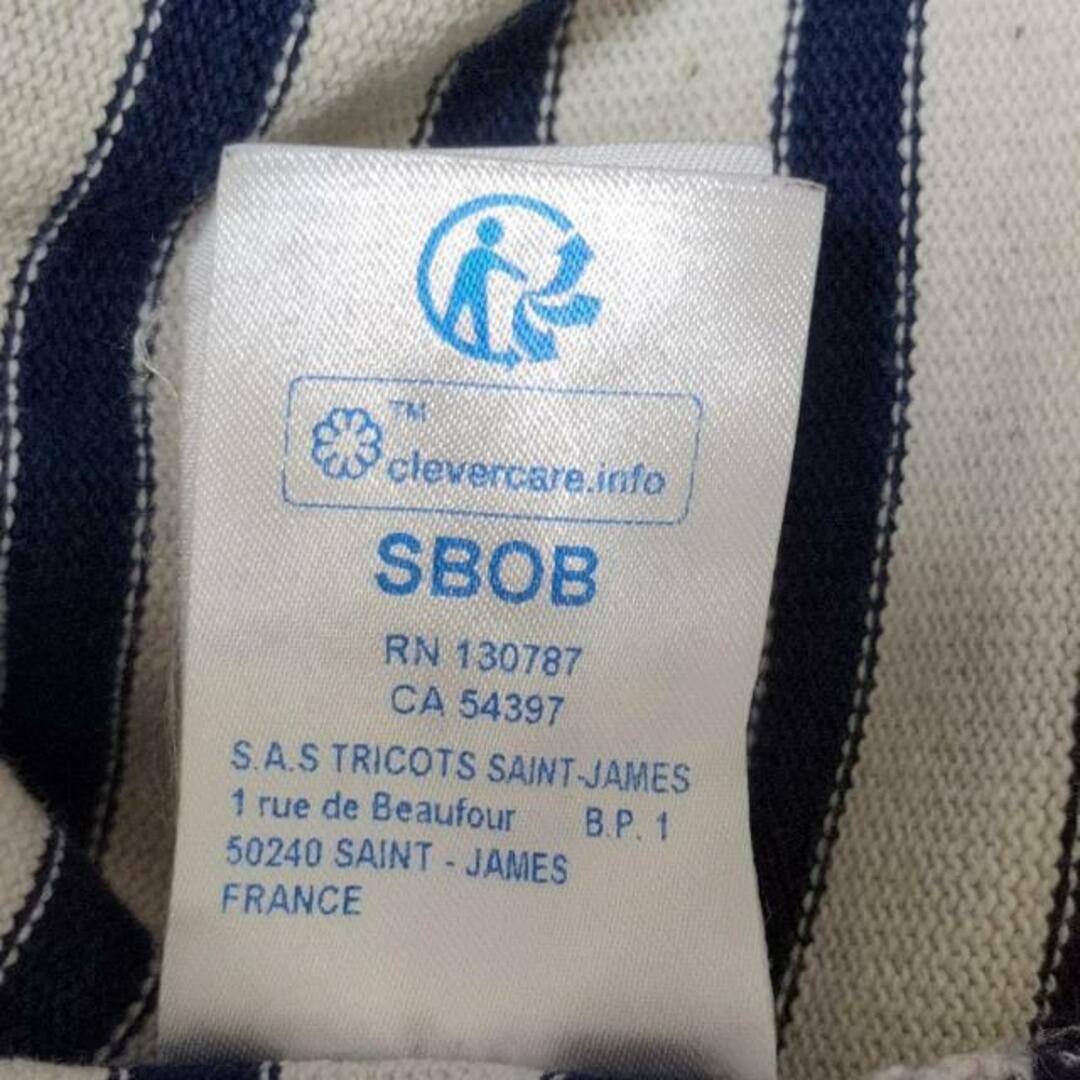 TM
clevercare.info
SBOB
RN 130787
CA 54397
S.A.S TRICOTS SAINT-JAMES
1 rue de Beaufour B.P. 1
50240 SAINT - JAMES
FRANCE